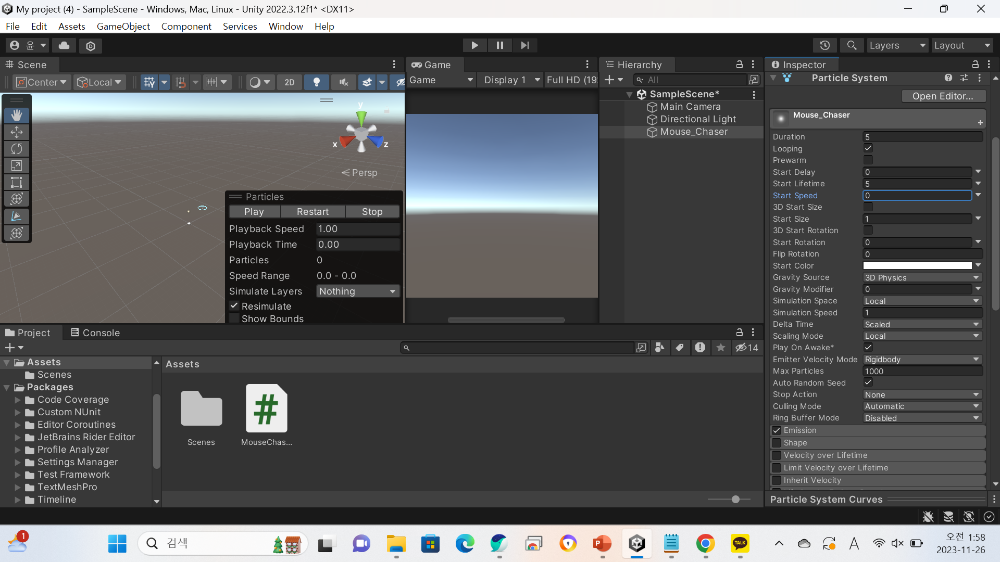 My project (4) - SampleScene - Windows, Mac, Linux - Unity 2022.3.12f1* <DX11>
File Edit Assets GameObject Component Services Window Help
윤
Layers
Layout
Scene
Center
Local
2D
y
x
z
Persp
Particles
Play Restart Stop
Playback Speed 1.00
Playback Time 0.00
Particles 0
Speed Range 0.0 - 0.0
Simulate Layers Nothing
Resimulate
Show Bounds
Game
Game Display 1 Full HD (19
Hierarchy
All
SampleScene*
Main Camera
Directional Light
Mouse_Chaser
Inspector
Particle System
Open Editor...
Mouse_Chaser
Duration 5
Looping
Prewarm
Start Delay 0
Start Lifetime 5
Start Speed 0
3D Start Size
Start Size 1
3D Start Rotation
Start Rotation 0
Flip Rotation 0
Start Color
Gravity Source 3D Physics
Gravity Modifier 0
Simulation Space Local
Simulation Speed 1
Delta Time Scaled
Scaling Mode Local
Play On Awake*
Emitter Velocity Mode Rigidbody
Max Particles 1000
Auto Random Seed
Stop Action None
Culling Mode Automatic
Ring Buffer Mode Disabled
Emission
Shape
Velocity over Lifetime
Limit Velocity over Lifetime
Inherit Velocity
Particle System Curves
Project Console
14
Assets
Scenes
Packages
Code Coverage
Custom NUnit
Editor Coroutines
JetBrains Rider Editor
Profile Analyzer
Settings Manager
Test Framework
TextMeshPro
Timeline
Assets
Scenes
MouseChas...
1
검색
P
TALK
A
오전 1:58
2023-11-26